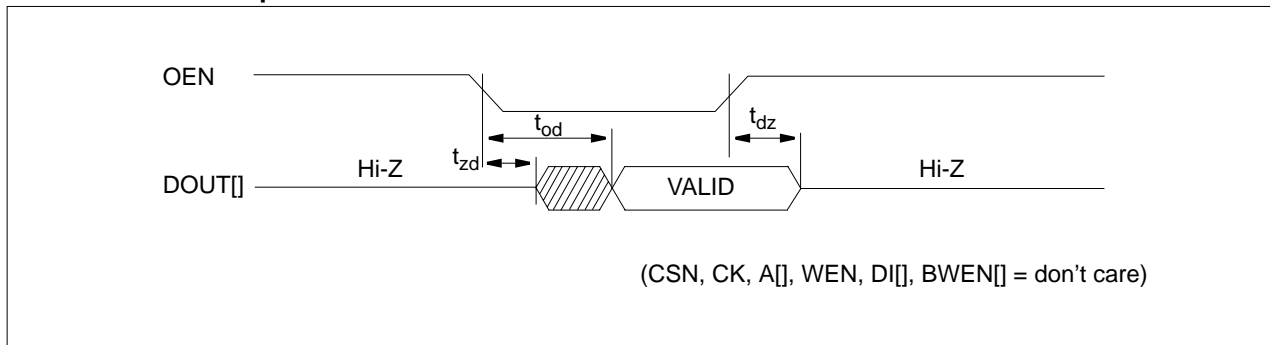 OEN
t_od
t_dz
t_zd
Hi-Z
Hi-Z
DOUT[]
VALID
(CSN, CK, A[], WEN, DI[], BWEN[] = don't care)